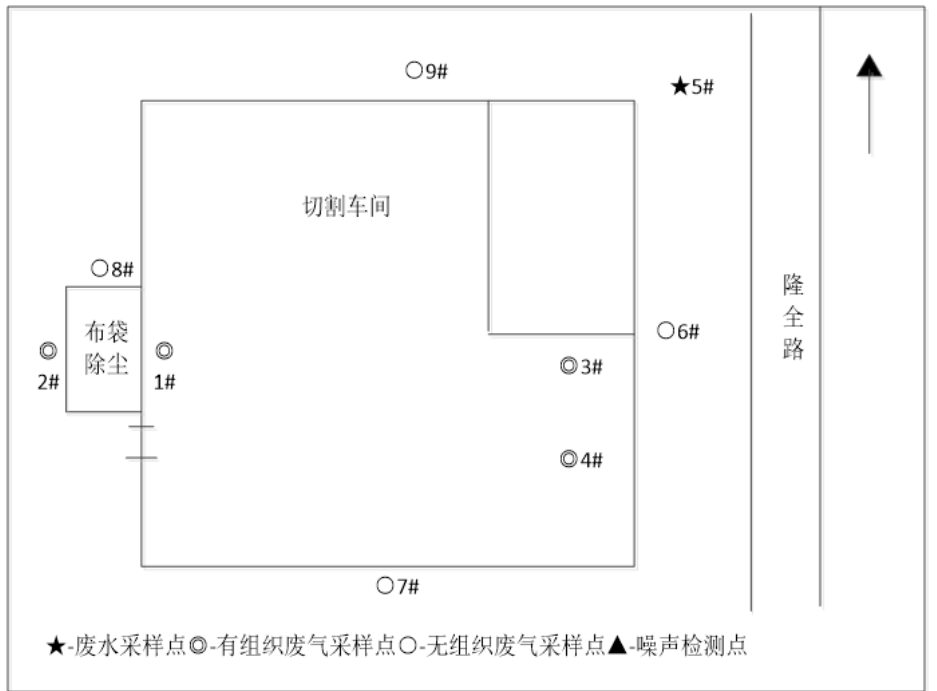 ○9#
★5#
切割车间
○8#
隆全路
布袋
除尘
○6#
◎
2#
◎
1#
◎3#
◎4#
○7#
★-废水采样点◎-有组织废气采样点○-无组织废气采样点▲-噪声检测点